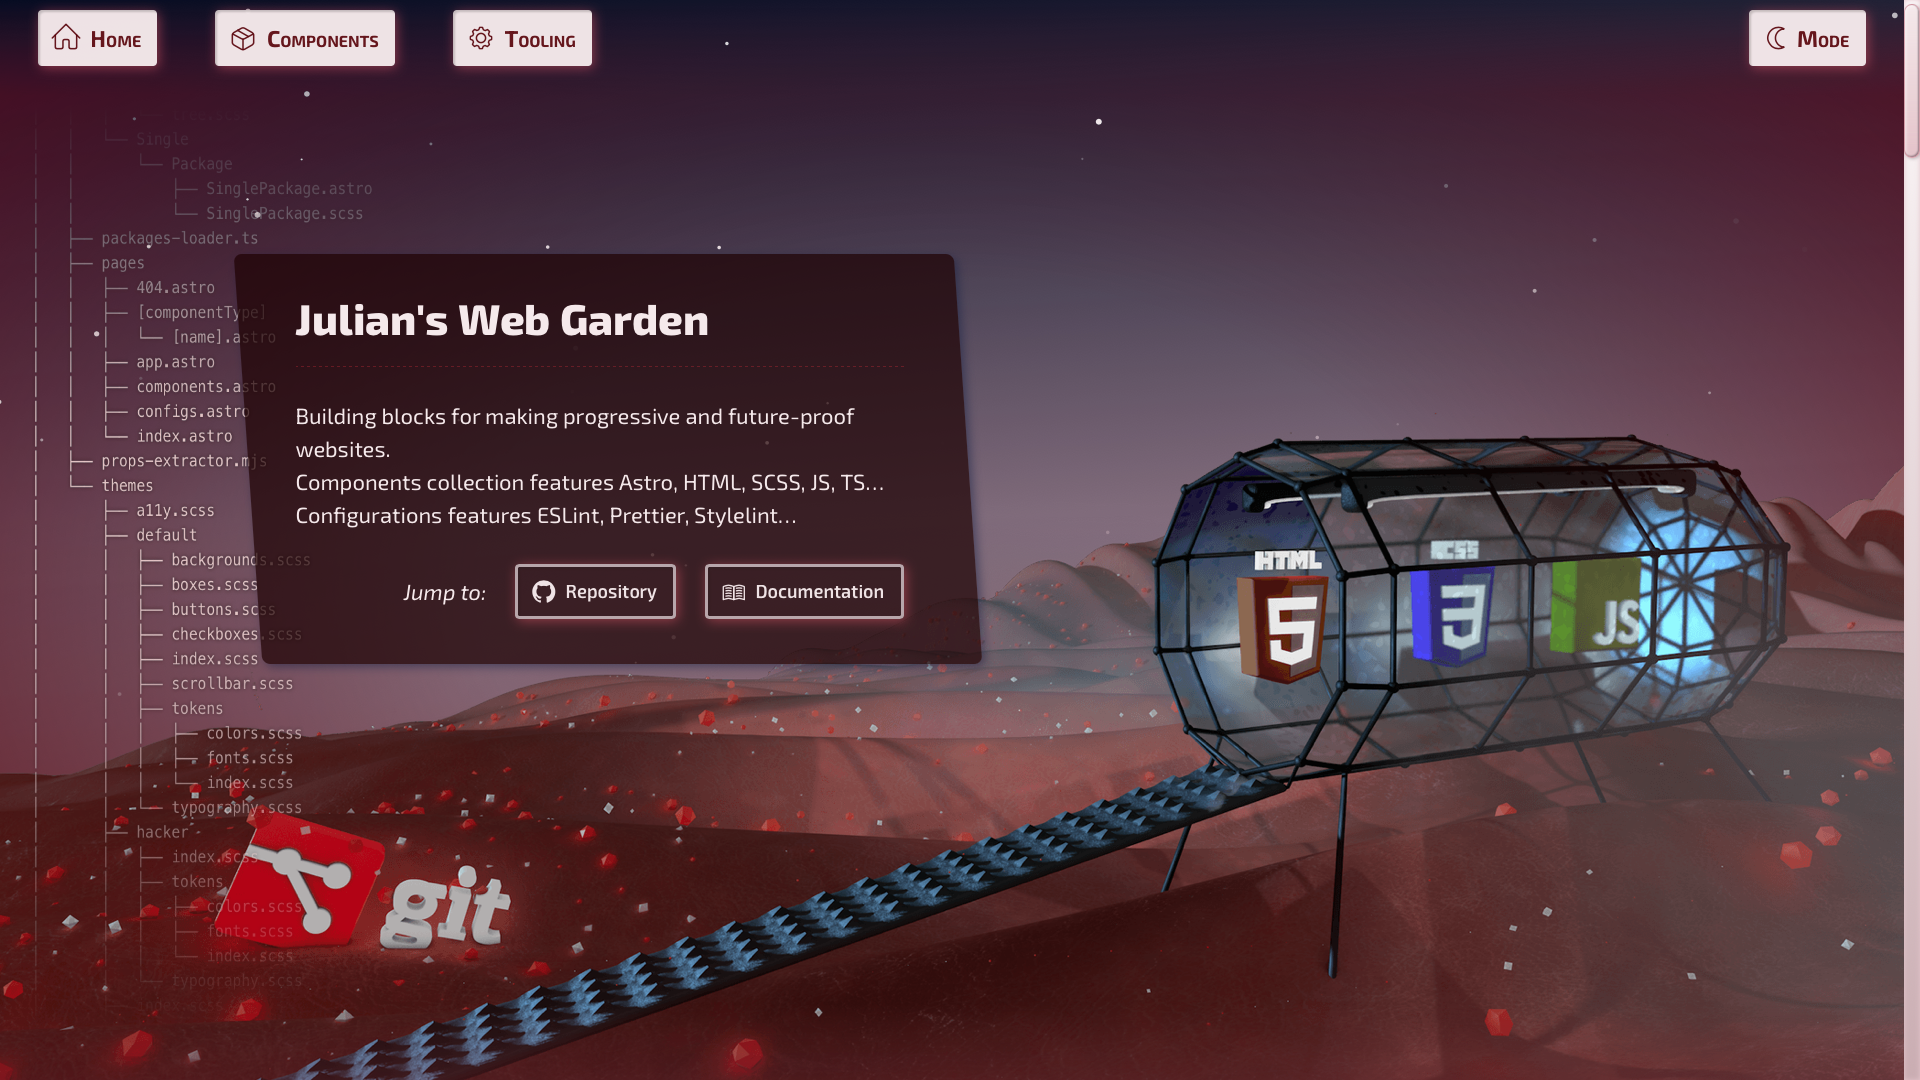 Home
Components
Tooling
Mode
tree.scss
└── Single
└── Package
├── SinglePackage.astro
└── SinglePackage.scss
├── packages-loader.ts
├── pages
├── 404.astro
├── [componentType]
└── [name].astro
├── app.astro
├── components.astro
├── configs.astro
└── index.astro
├── props-extractor.mjs
└── themes
├── a11y.scss
├── default
├── backgrounds.scss
├── boxes.scss
├── buttons.scss
├── checkboxes.scss
├── index.scss
├── scrollbar.scss
├── tokens
├── colors.scss
├── fonts.scss
└── index.scss
└── typography.scss
├── hacker
├── index.scss
├── tokens
├── colors.scss
├── fonts.scss
└── index.scss
└── typography.scss
index.scss
Julian's Web Garden
Building blocks for making progressive and future-proof
websites.
Components collection features Astro, HTML, SCSS, JS, TS…
Configurations features ESLint, Prettier, Stylelint…
Jump to:
Repository
Documentation
HTML
5
CSS
3
JS
git